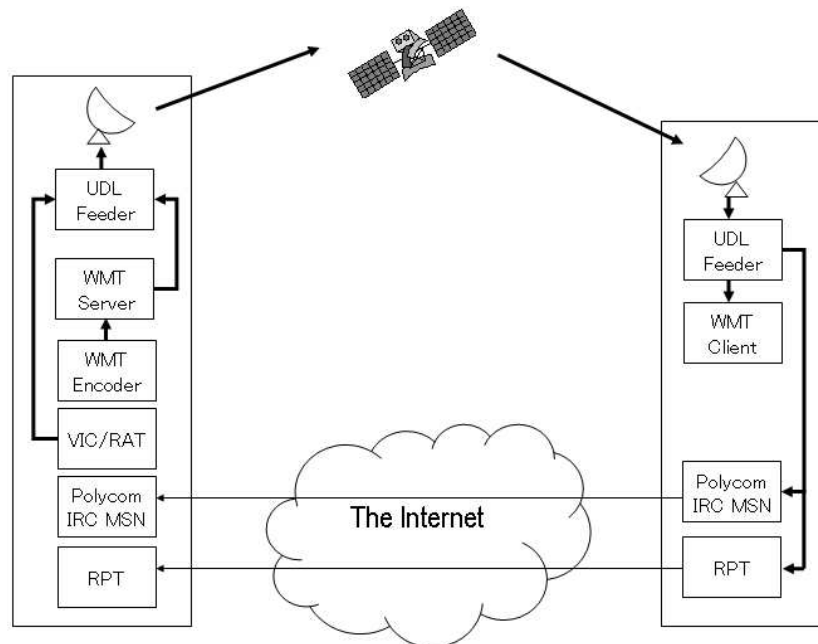 UDL
Feeder
WMT
Server
WMT
Encoder
VIC/RAT
Polycom
IRC MSN
RPT
The Internet
UDL
Feeder
WMT
Client
Polycom
IRC MSN
RPT